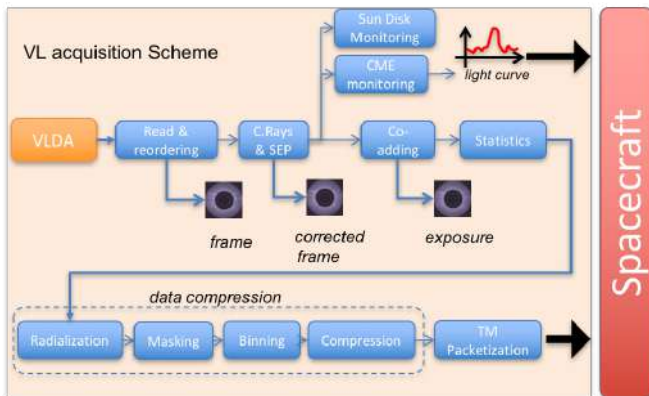 VL acquisition Scheme
Sun Disk
Monitoring
CME
monitoring
light curve
VLDA
Read &
reordering
C.Rays
& SEP
Co-
adding
Statistics
frame
corrected
frame
exposure
data compression
Radialization
Masking
Binning
Compression
TM
Packetization
Spacecraft